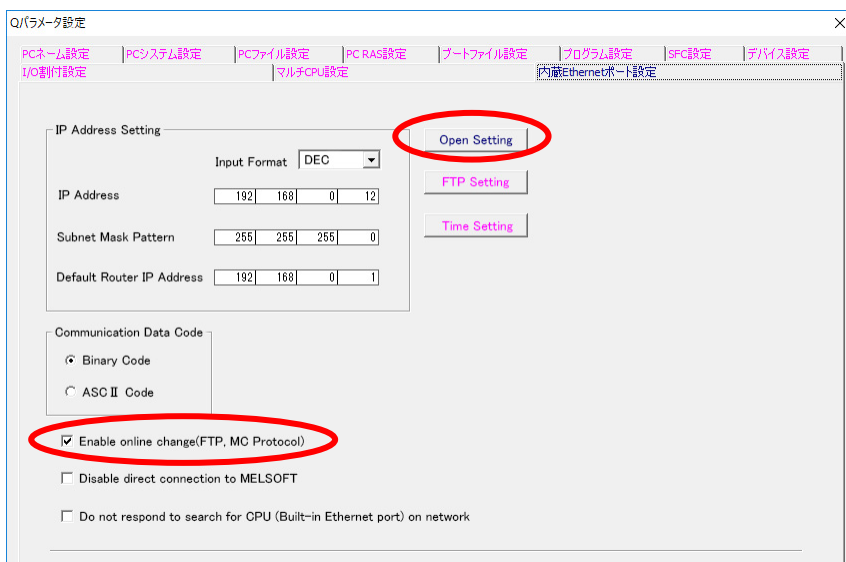 Qパラメータ設定
PCネーム設定 PCシステム設定 PCファイル設定 PC RAS設定 ブートファイル設定 プログラム設定 SFC設定 デバイス設定
I/O割付設定 マルチCPU設定 内蔵Ethernetポート設定
IP Address Setting
Open Setting
Input Format DEC
FTP Setting
IP Address 192 168 0 12
Time Setting
Subnet Mask Pattern 255 255 255 0
Default Router IP Address 192 168 0 1
Communication Data Code
Binary Code
ASCⅡ Code
Enable online change(FTP, MC Protocol)
Disable direct connection to MELSOFT
Do not respond to search for CPU (Built-in Ethernet port) on network